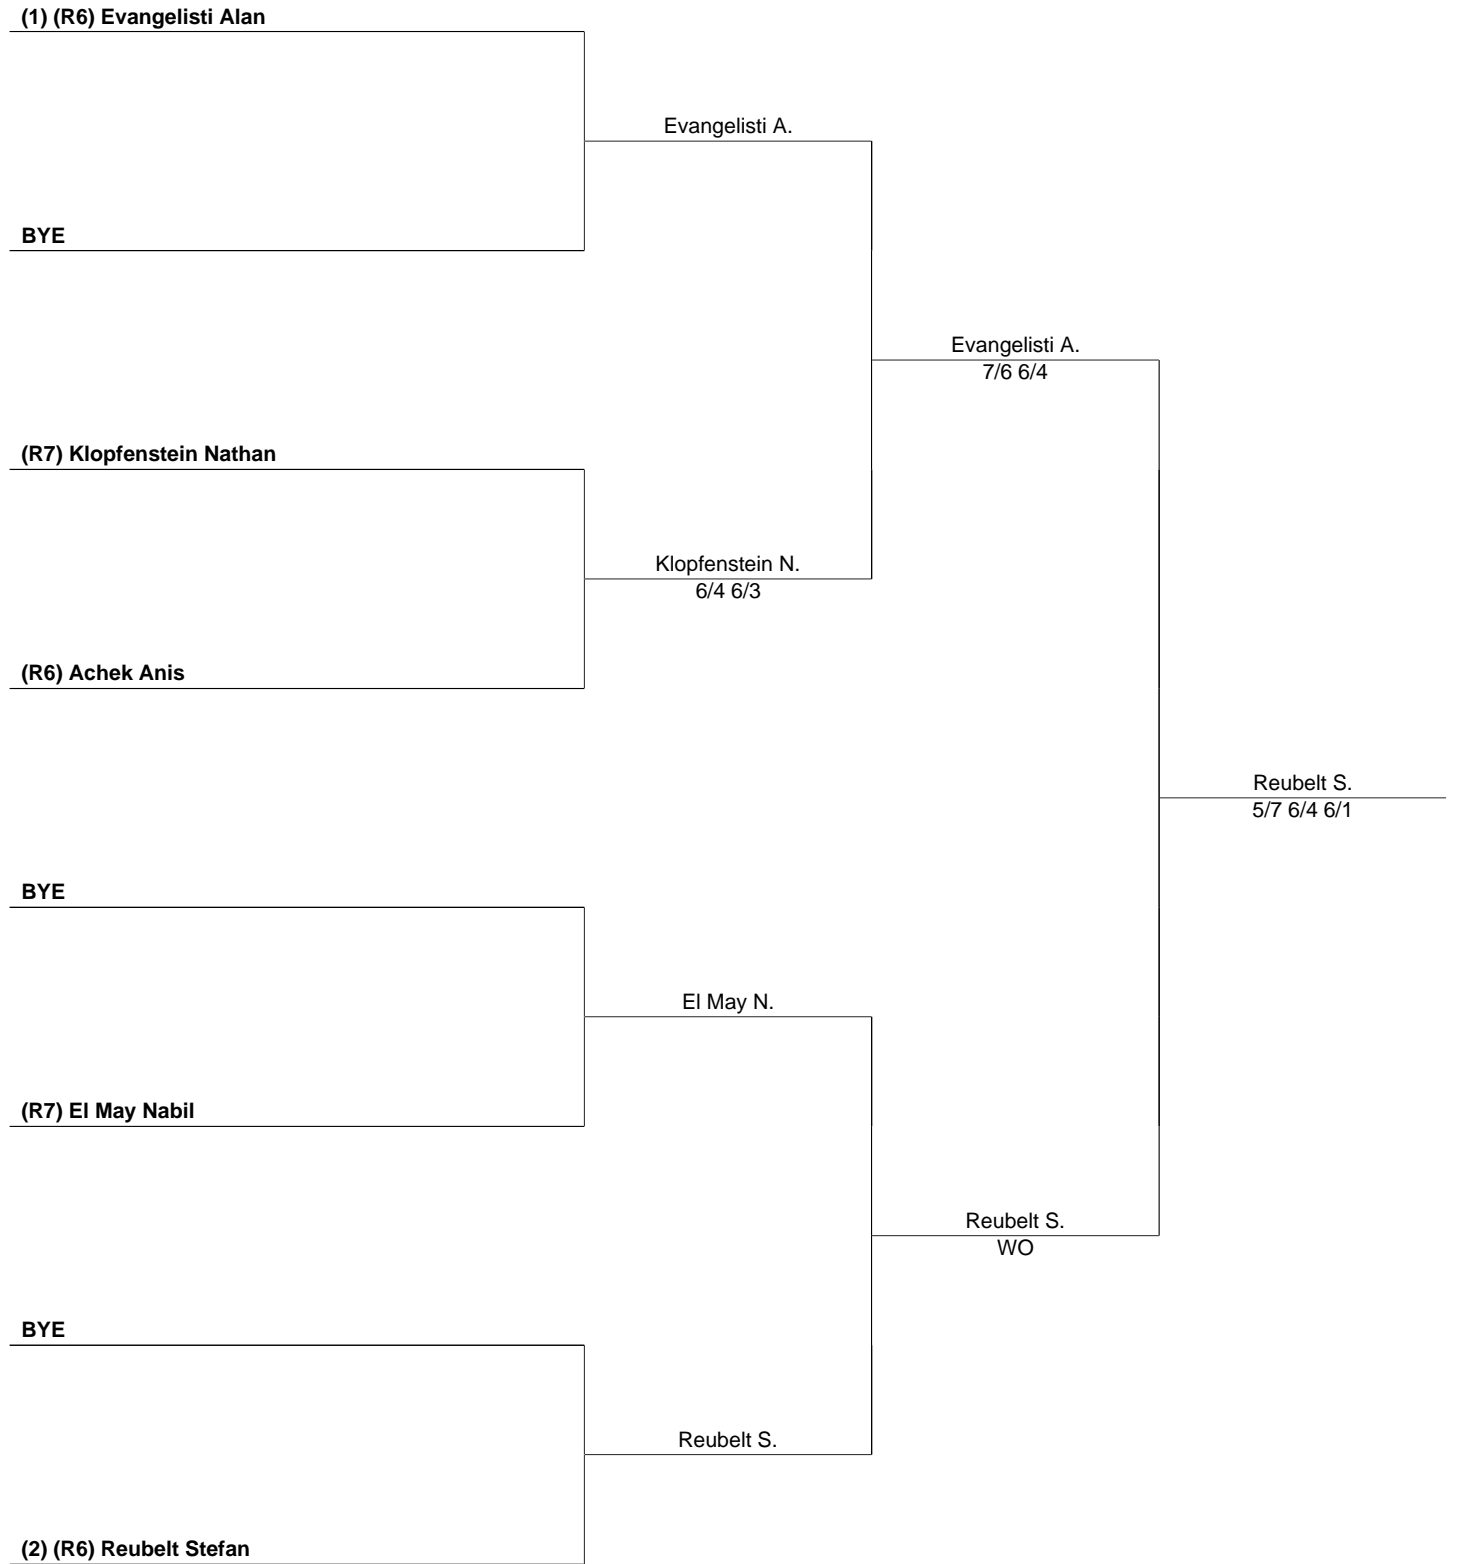 (1) (R6) Evangelisti Alan
Evangelisti A.
BYE
Evangelisti A.
7/6 6/4
(R7) Klopfenstein Nathan
Klopfenstein N.
6/4 6/3
(R6) Achek Anis
Reubelt S.
5/7 6/4 6/1
BYE
El May N.
(R7) El May Nabil
Reubelt S.
WO
BYE
Reubelt S.
(2) (R6) Reubelt Stefan